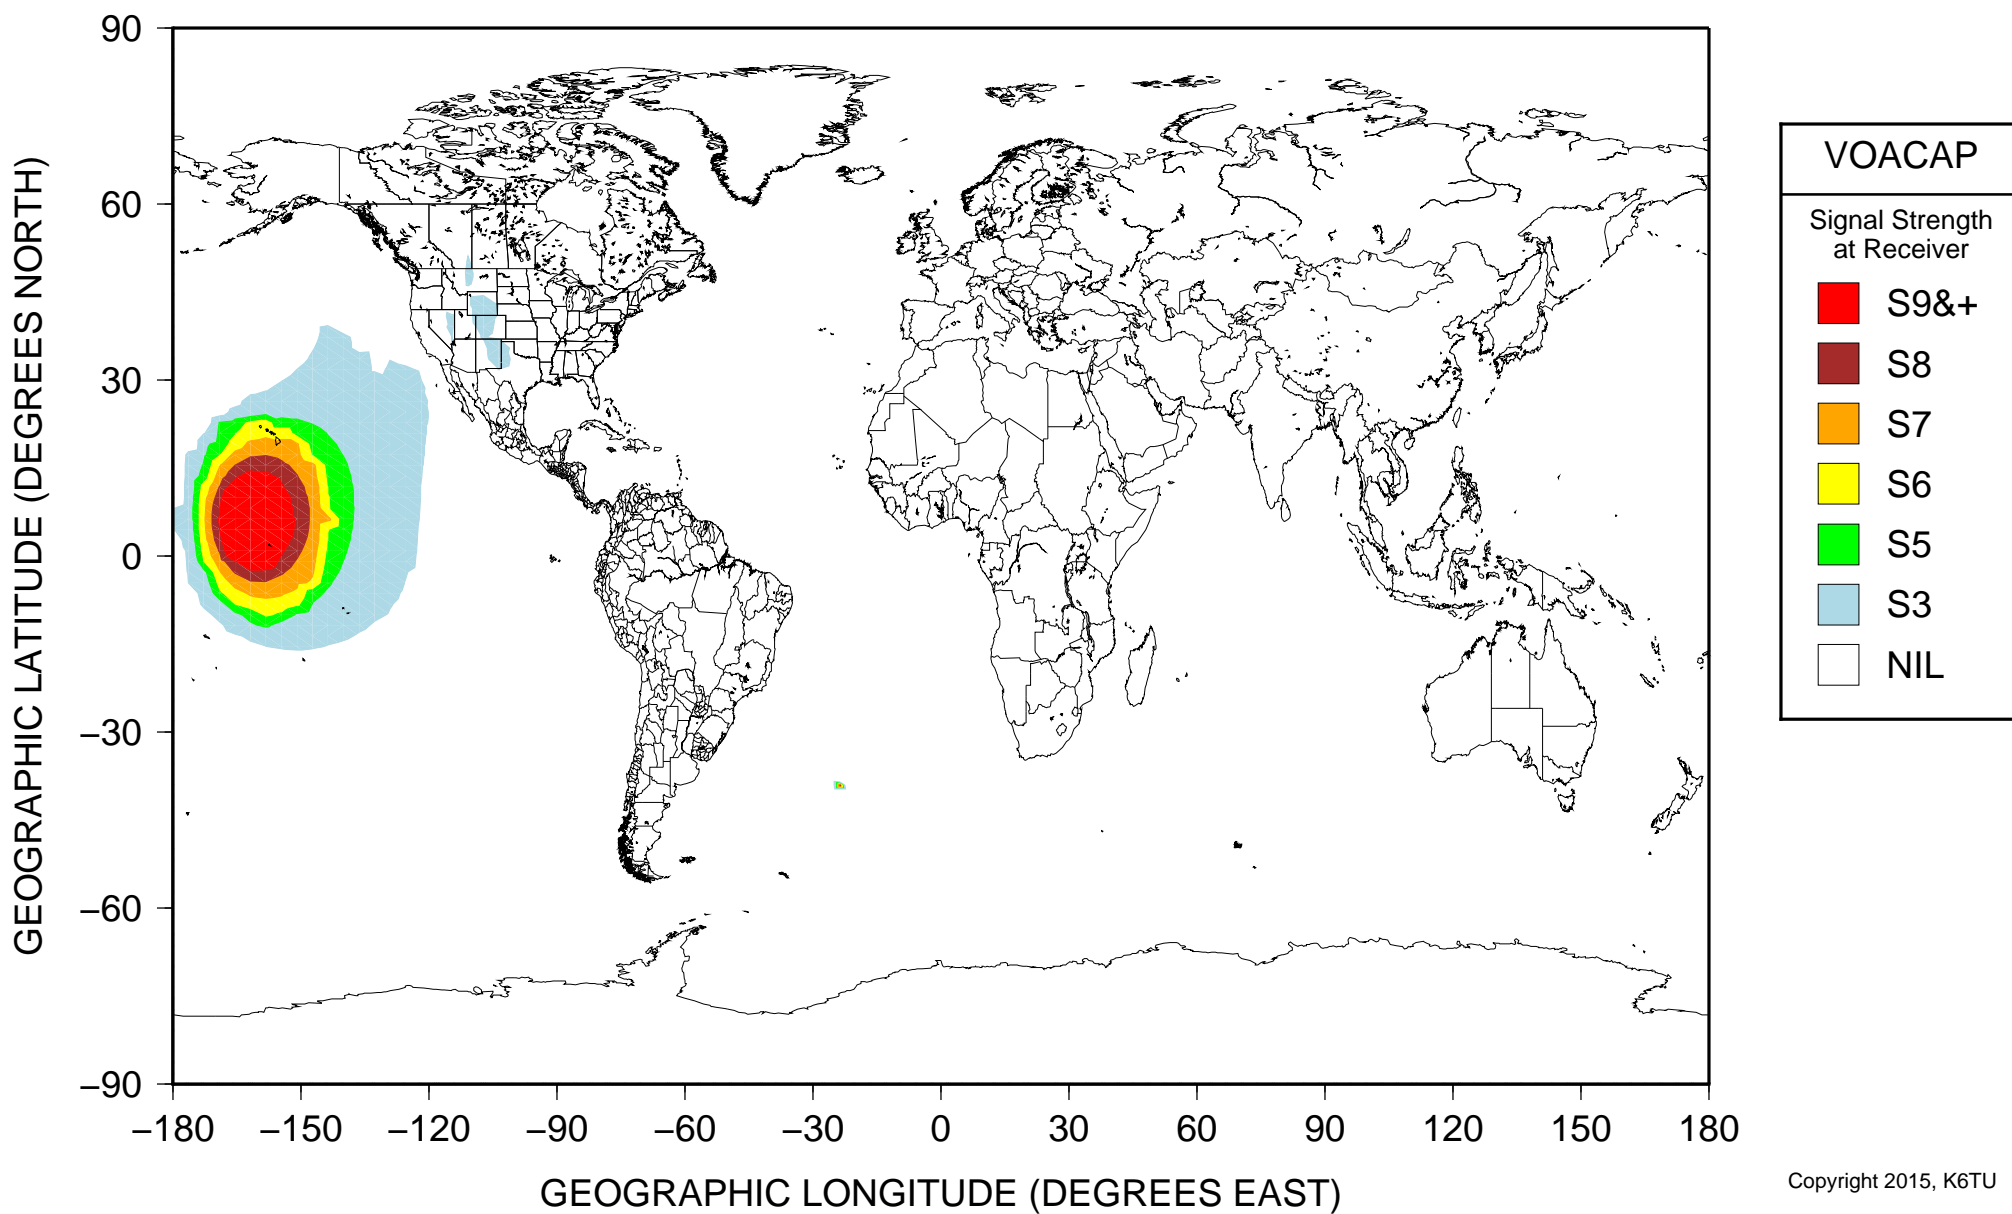 90
60
30
0
−30
−60
−90
GEOGRAPHIC LATITUDE (DEGREES NORTH)
−180 −150 −120 −90 −60 −30 0 30 60 90 120 150 180
GEOGRAPHIC LONGITUDE (DEGREES EAST)
VOACAP
Signal Strength
at Receiver
S9&+
S8
S7
S6
S5
S3
NIL
Copyright 2015, K6TU